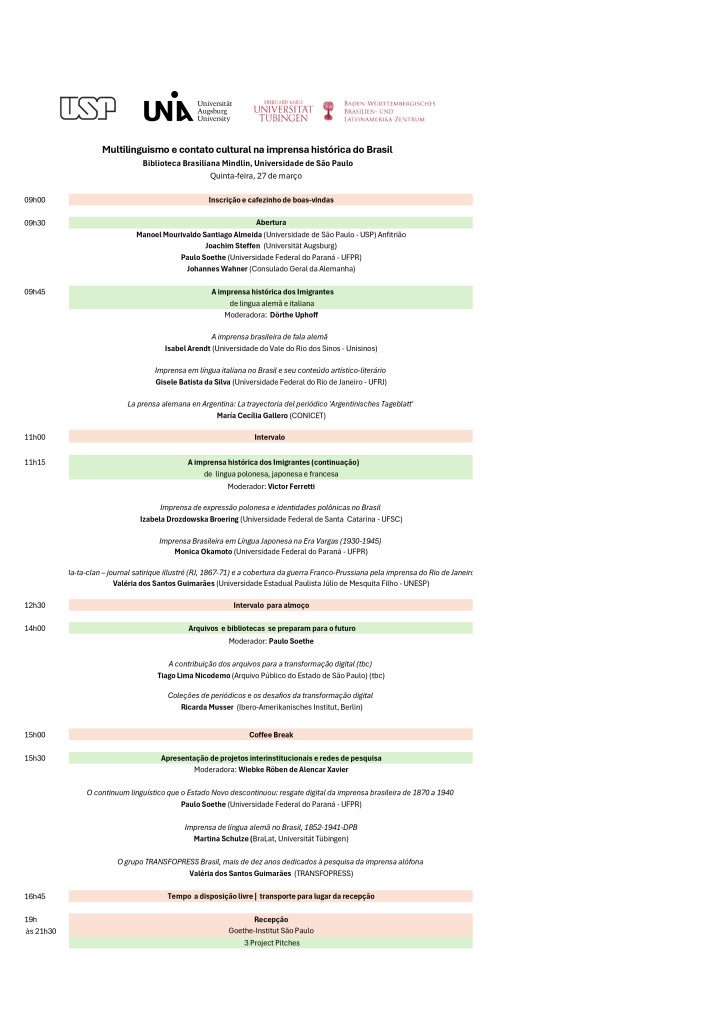 USP
UNIA
Universität
Augsburg
University
EBERHARD KARLS
UNIVERSITÄT
TÜBINGEN
BADEN-WÜRTTEMBERGISCHES
BRASILIEN- UND
LATEINAMERIKA-ZENTRUM
Multilinguismo e contato cultural na imprensa histórica do Brasil
Biblioteca Brasiliana Mindlin, Universidade de São Paulo
Quinta-feira, 27 de março
09h00 Inscrição e cafezinho de boas-vindas
09h30 Abertura
Manoel Mourivaldo Santiago Almeida (Universidade de São Paulo - USP) Anfitrião
Joachim Steffen (Universität Augsburg)
Paulo Soethe (Universidade Federal do Paraná - UFPR)
Johannes Wahner (Consulado Geral da Alemanha)
09h45 A imprensa histórica dos Imigrantes
de língua alemã e italiana
Moderadora: Dörthe Uphoff
A imprensa brasileira de fala alemã
Isabel Arendt (Universidade do Vale do Rio dos Sinos - Unisinos)
Imprensa em língua italiana no Brasil e seu conteúdo artístico-literário
Gisele Batista da Silva (Universidade Federal do Rio de Janeiro - UFRJ)
La prensa alemana en Argentina: La trayectoria del periódico 'Argentinisches Tageblatt'
María Cecilia Gallero (CONICET)
11h00 Intervalo
11h15 A imprensa histórica dos Imigrantes (continuação)
de língua polonesa, japonesa e francesa
Moderador: Victor Ferretti
Imprensa de expressão polonesa e identidades polônicas no Brasil
Izabela Drozdowska Broering (Universidade Federal de Santa Catarina - UFSC)
Imprensa Brasileira em Língua Japonesa na Era Vargas (1930-1945)
Monica Okamoto (Universidade Federal do Paraná - UFPR)
la-ta-clan – journal satirique illustré (RJ, 1867-71) e a cobertura da guerra Franco-Prussiana pela imprensa do Rio de Janeiro
Valéria dos Santos Guimarães (Universidade Estadual Paulista Júlio de Mesquita Filho - UNESP)
12h30 Intervalo para almoço
14h00 Arquivos e bibliotecas se preparam para o futuro
Moderador: Paulo Soethe
A contribuição dos arquivos para a transformação digital (tbc)
Tiago Lima Nicodemo (Arquivo Público do Estado de São Paulo) (tbc)
Coleções de periódicos e os desafios da transformação digital
Ricarda Musser (Ibero-Amerikanisches Institut, Berlin)
15h00 Coffee Break
15h30 Apresentação de projetos interinstitucionais e redes de pesquisa
Moderadora: Wiebke Röben de Alencar Xavier
O continuum linguístico que o Estado Novo descontinuou: resgate digital da imprensa brasileira de 1870 a 1940
Paulo Soethe (Universidade Federal do Paraná - UFPR)
Imprensa de língua alemã no Brasil, 1852-1941-DPB
Martina Schulze (BraLat, Universität Tübingen)
O grupo TRANSFOPRESS Brasil, mais de dez anos dedicados à pesquisa da imprensa alófona
Valéria dos Santos Guimarães (TRANSFOPRESS)
16h45 Tempo a disposição livre | transporte para lugar da recepção
19h Recepção
às 21h30 Goethe-Institut São Paulo
3 Project Pitches